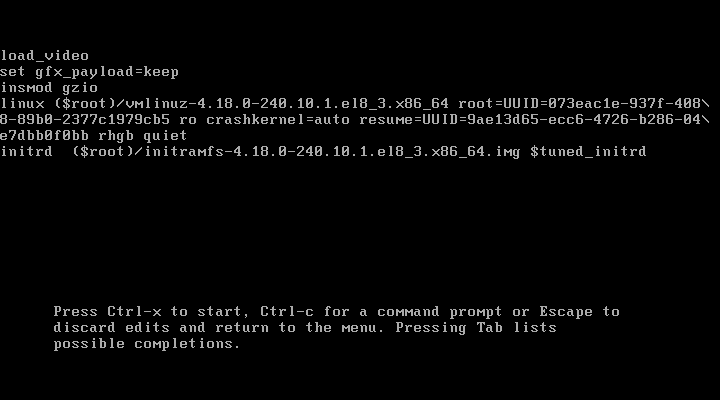 load_video
set gfx_payload=keep
insmod gzio
linux ($root)/vmlinuz-4.18.0-240.10.1.el8_3.x86_64 root=UUID=073eac1e-937f-408\
8-89b0-2377c1979cb5 ro crashkernel=auto resume=UUID=9ae13d65-ecc6-4726-b286-04\
e7dbb0f0bb rhgb quiet
initrd  ($root)/initramfs-4.18.0-240.10.1.el8_3.x86_64.img $tuned_initrd
Press Ctrl-x to start, Ctrl-c for a command prompt or Escape to
discard edits and return to the menu. Pressing Tab lists
possible completions.